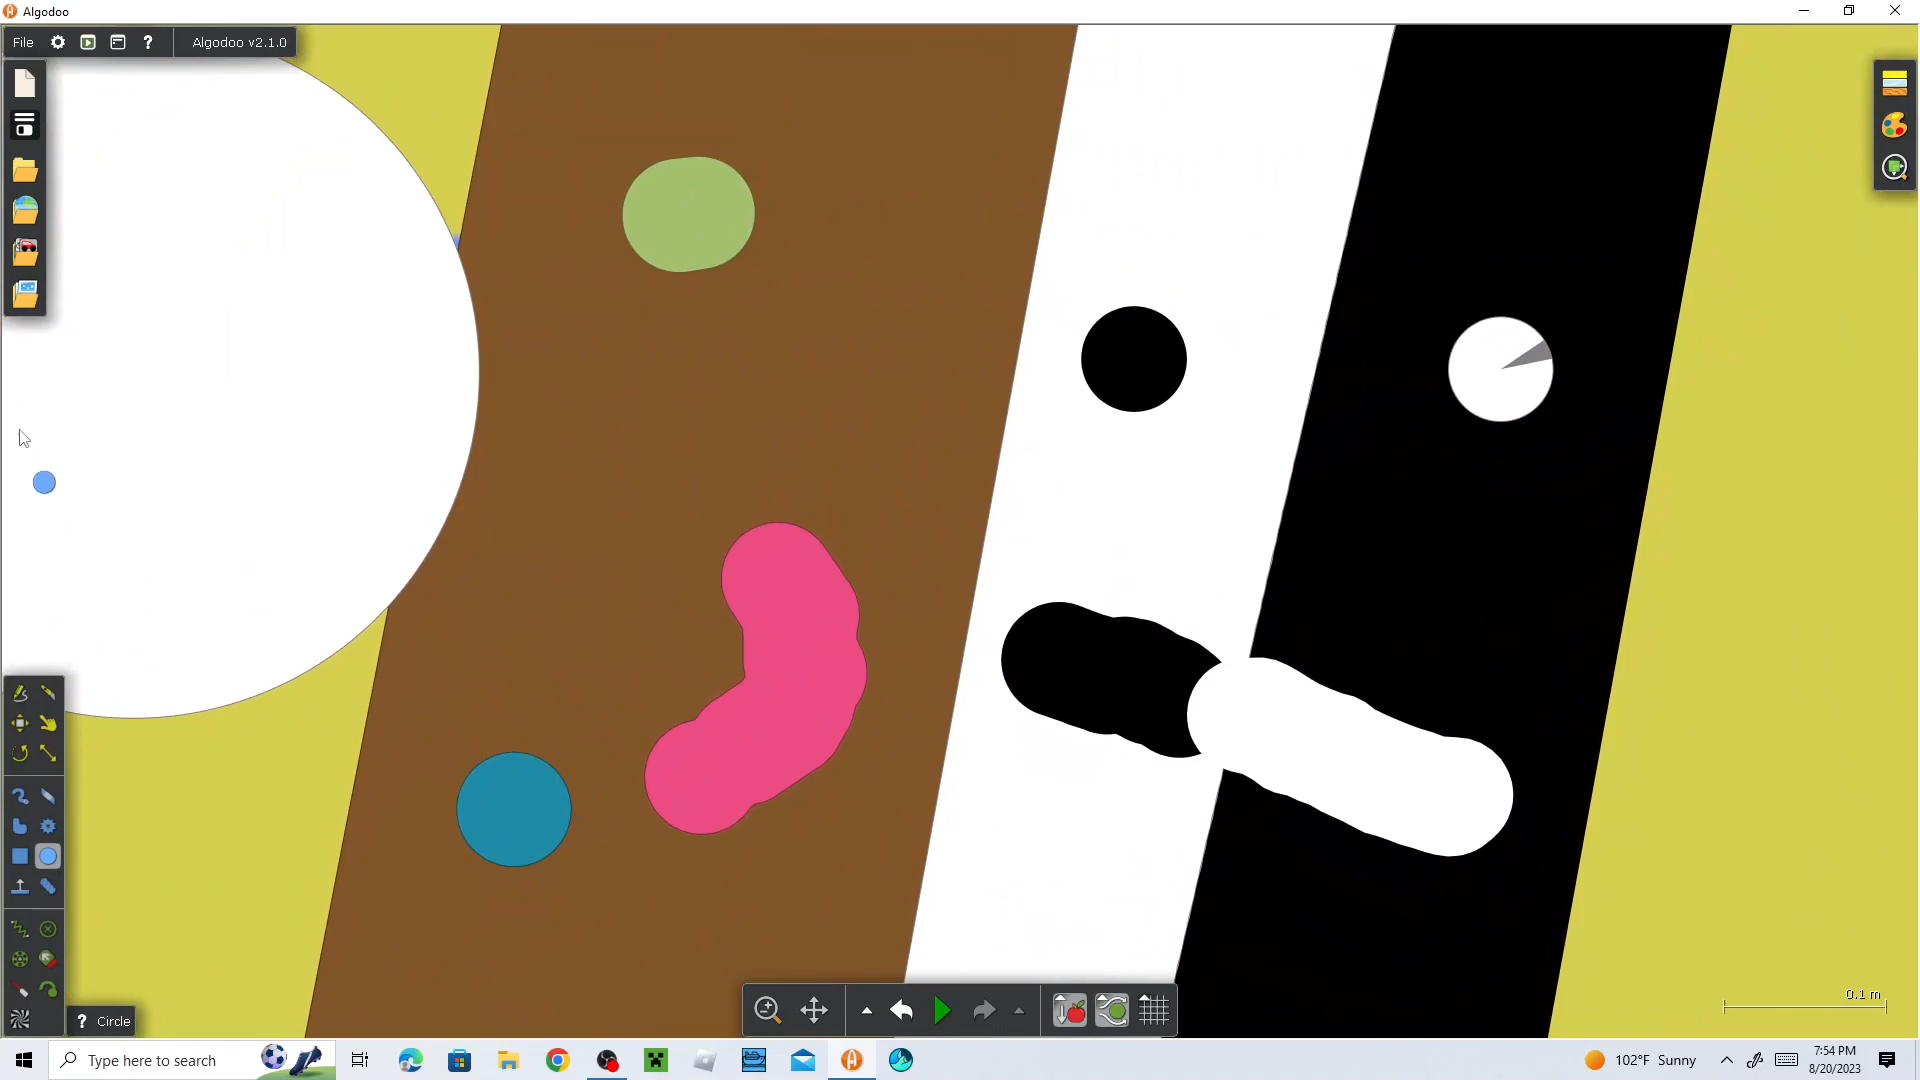 Algodoo
File ? Algodoo v2.1.0
0.1 m
? Circle
Type here to search
102°F Sunny
7:54 PM
8/20/2023